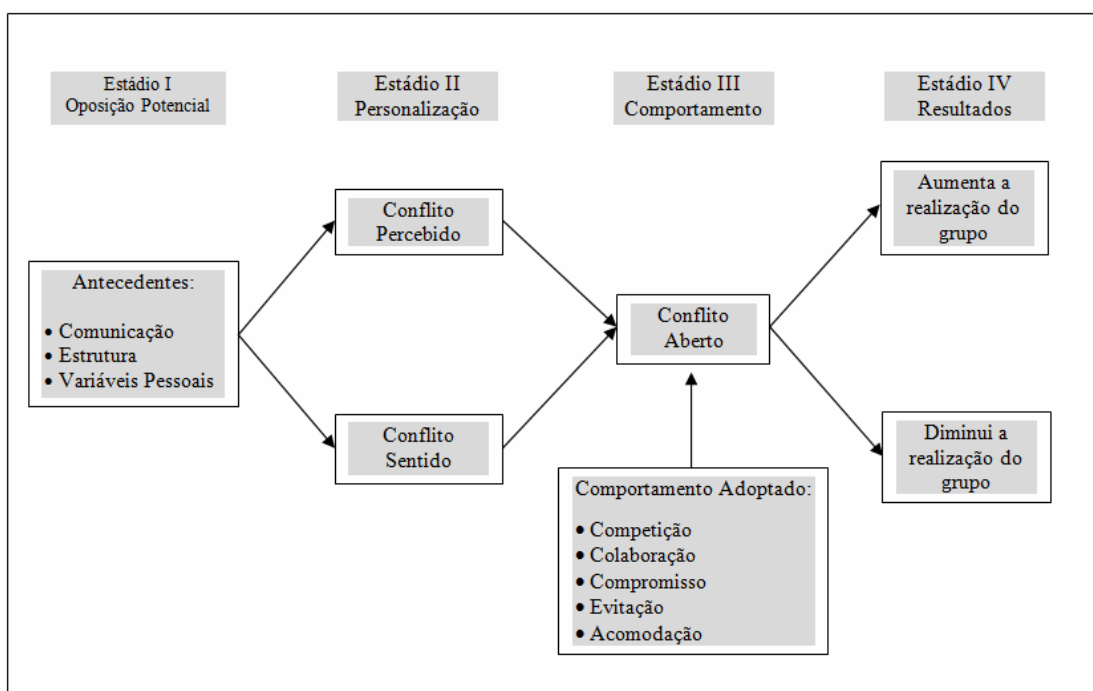 Estádio I
Oposição Potencial
Estádio II
Personalização
Estádio III
Comportamento
Estádio IV
Resultados
Antecedentes:
• Comunicação
• Estrutura
• Variáveis Pessoais
Conflito
Percebido
Conflito
Sentido
Conflito
Aberto
Comportamento Adoptado:
• Competição
• Colaboração
• Compromisso
• Evitação
• Acomodação
Aumenta a
realização do
grupo
Diminui a
realização do
grupo